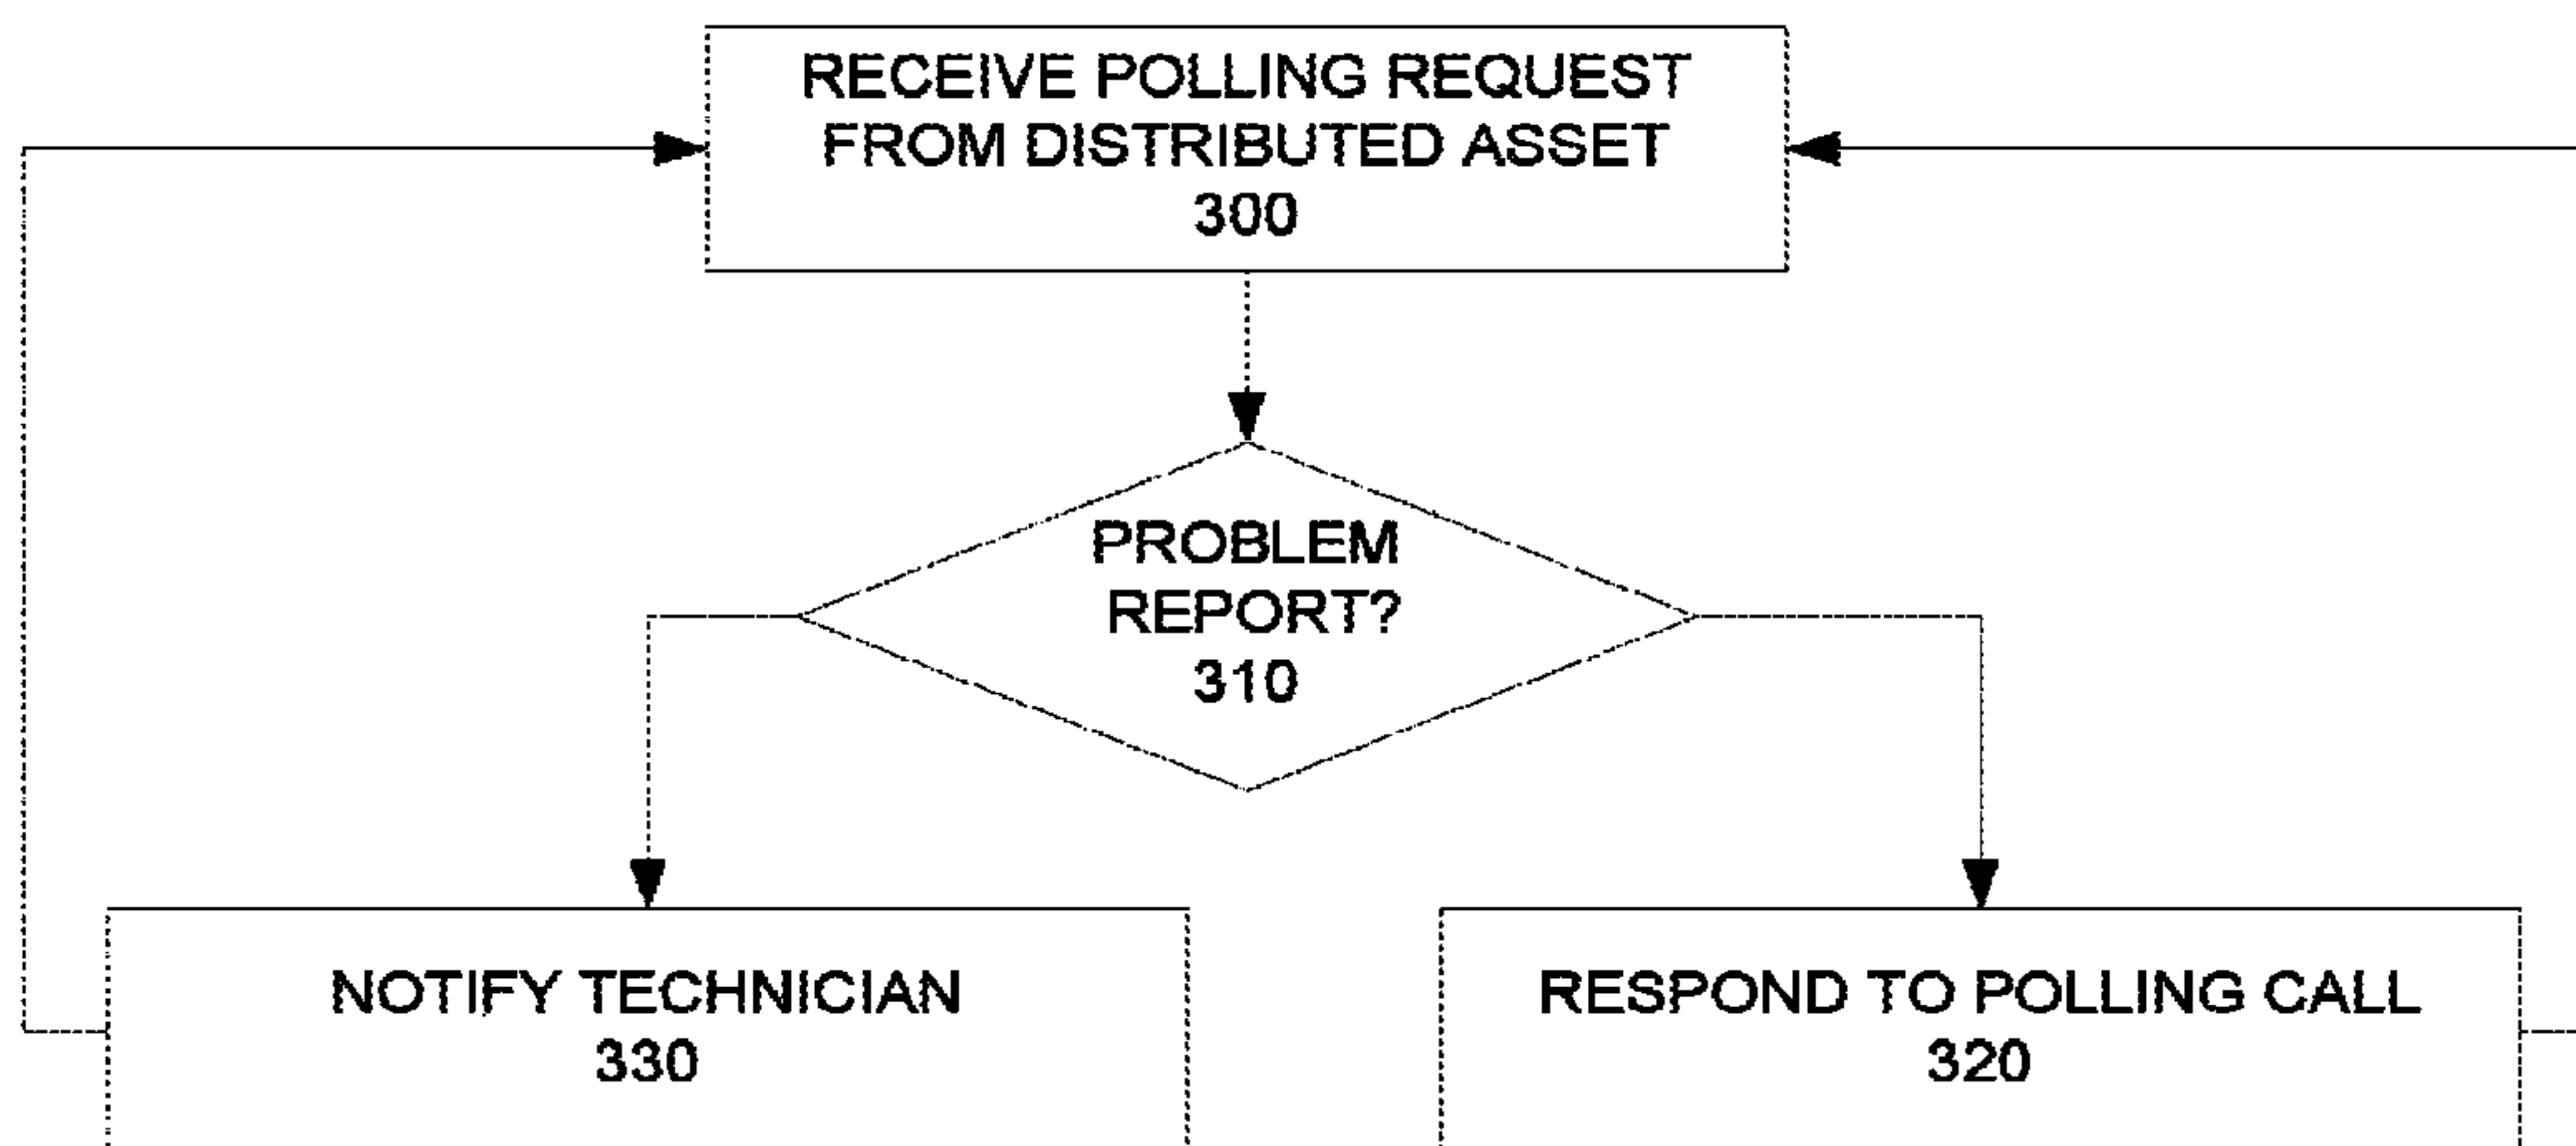 RECEIVE POLLING REQUEST
FROM DISTRIBUTED ASSET
300
PROBLEM
REPORT?
310
NOTIFY TECHNICIAN
330
RESPOND TO POLLING CALL
320